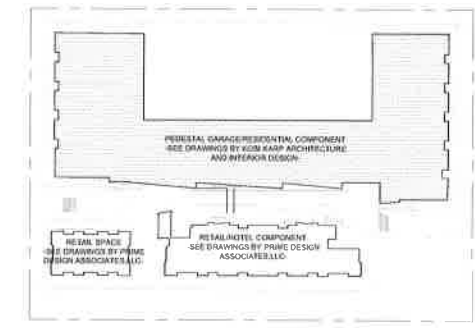 PEDESTAL GARAGE/RESIDENTIAL COMPONENT
-SEE DRAWINGS BY KOBI KARP ARCHITECTURE
AND INTERIOR DESIGN-
RETAIL SPACE
-SEE DRAWINGS BY PRIME
DESIGN ASSOCIATES,LLC-
RETAIL/HOTEL COMPONENT
-SEE DRAWINGS BY PRIME DESIGN
ASSOCIATES,LLC-